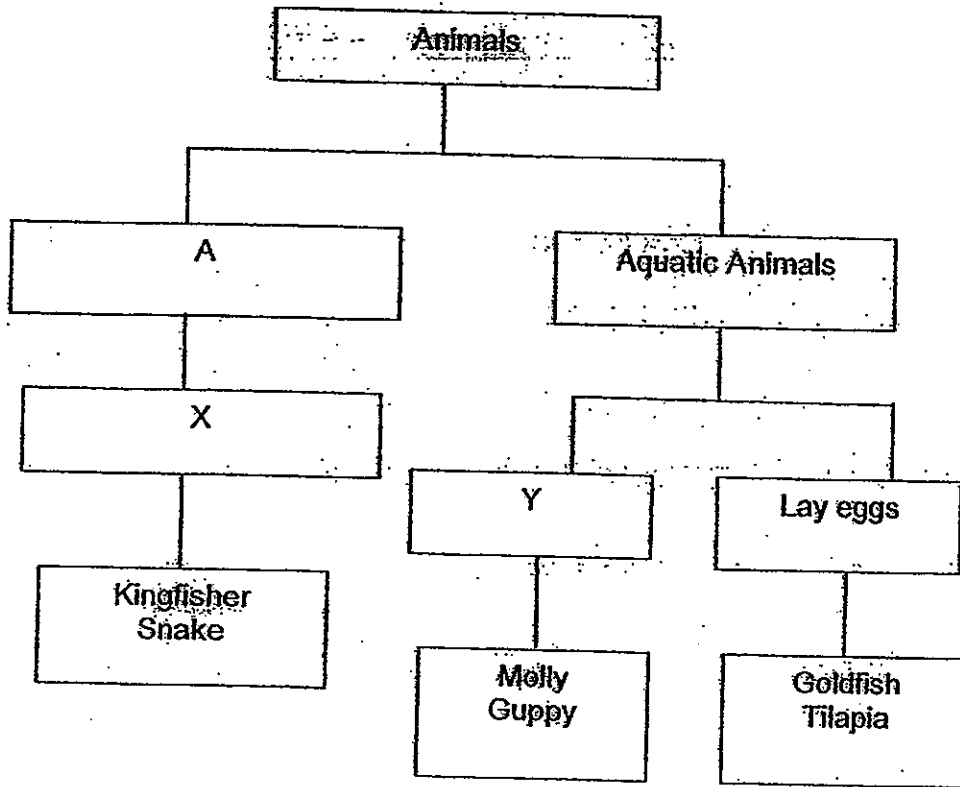 Animals
A
Aquatic Animals
X
Y
Lay eggs
Kingfisher
Snake
Molly
Guppy
Goldfish
Tilapia